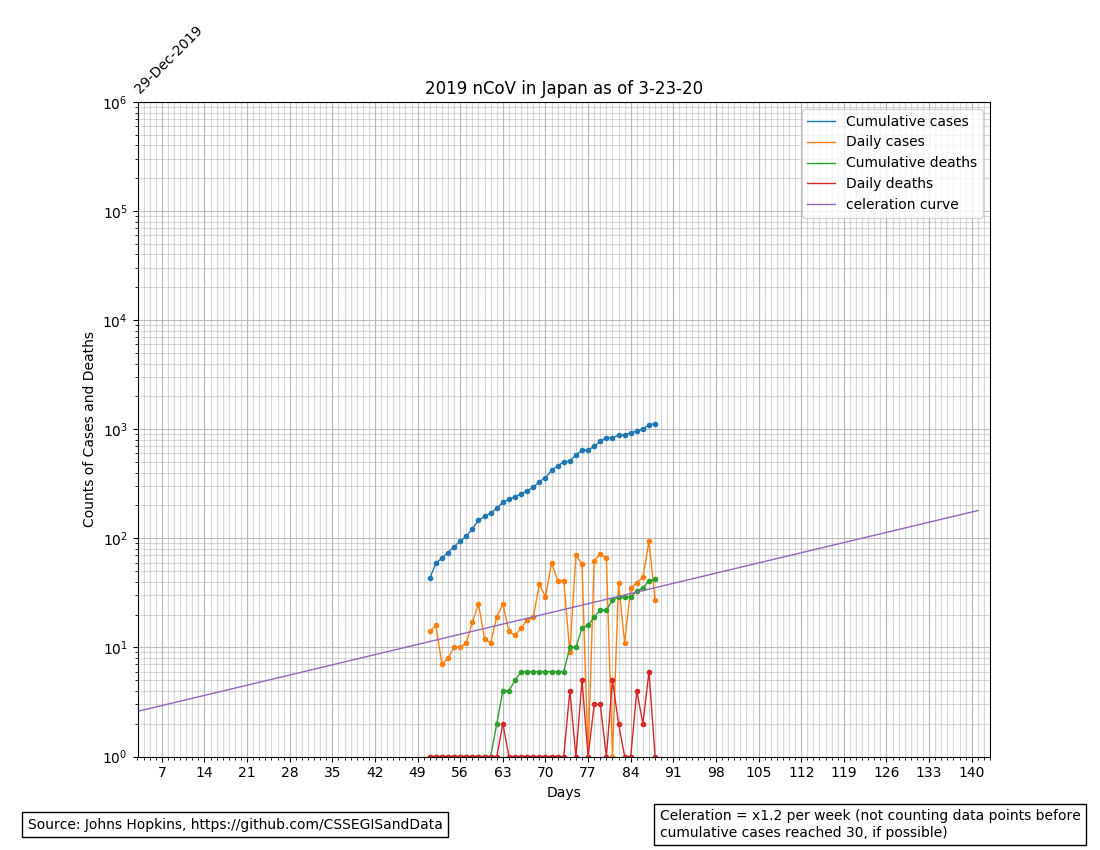 29-Dec-2019
2019 nCoV in Japan as of 3-23-20
Cumulative cases
Daily cases
Cumulative deaths
Daily deaths
celeration curve
Counts of Cases and Deaths
10^6
10^5
10^4
10^3
10^2
10^1
10^0
7 14 21 28 35 42 49 56 63 70 77 84 91 98 105 112 119 126 133 140
Days
Source: Johns Hopkins, https://github.com/CSSEGISandData
Celeration = x1.2 per week (not counting data points before
cumulative cases reached 30, if possible)